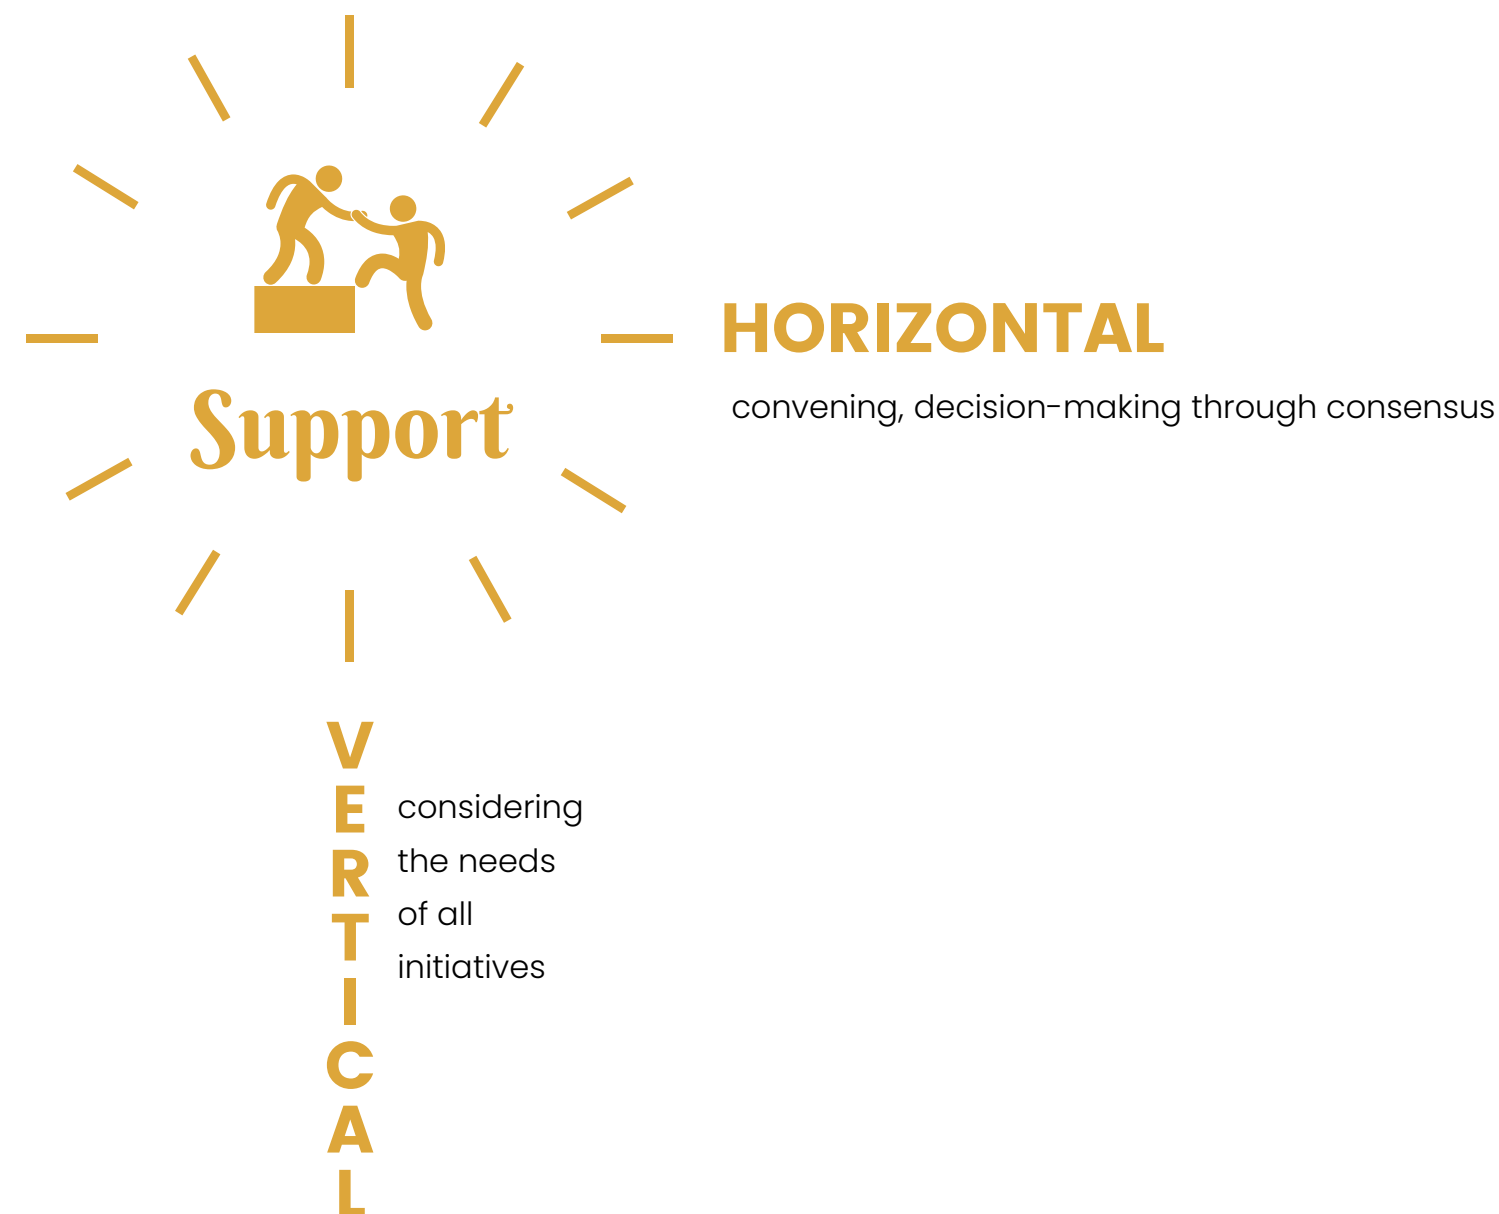 HORIZONTAL
convening, decision-making through consensus
Support
VERTICAL
considering
the needs
of all
initiatives